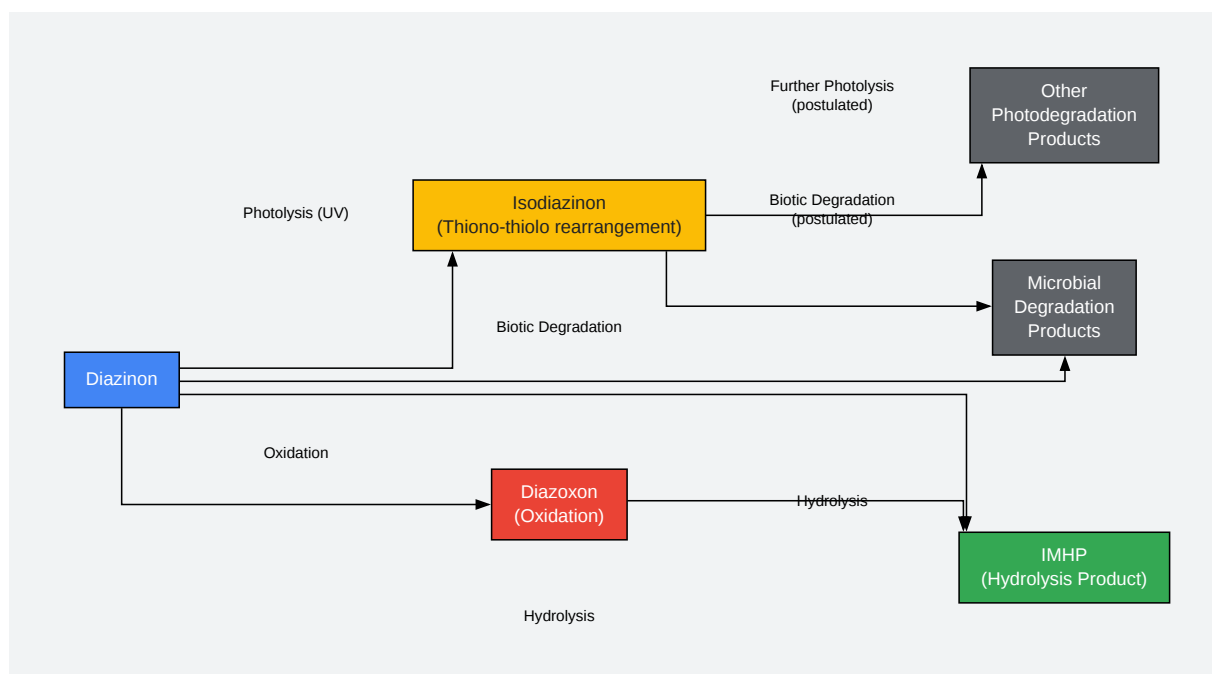 Further Photolysis
(postulated)
Other
Photodegradation
Products
Photolysis (UV)
Isodiazinon
(Thiono-thiolo rearrangement)
Biotic Degradation
(postulated)
Microbial
Degradation
Products
Biotic Degradation
Diazinon
Oxidation
Diazoxon
(Oxidation)
Hydrolysis
IMHP
(Hydrolysis Product)
Hydrolysis